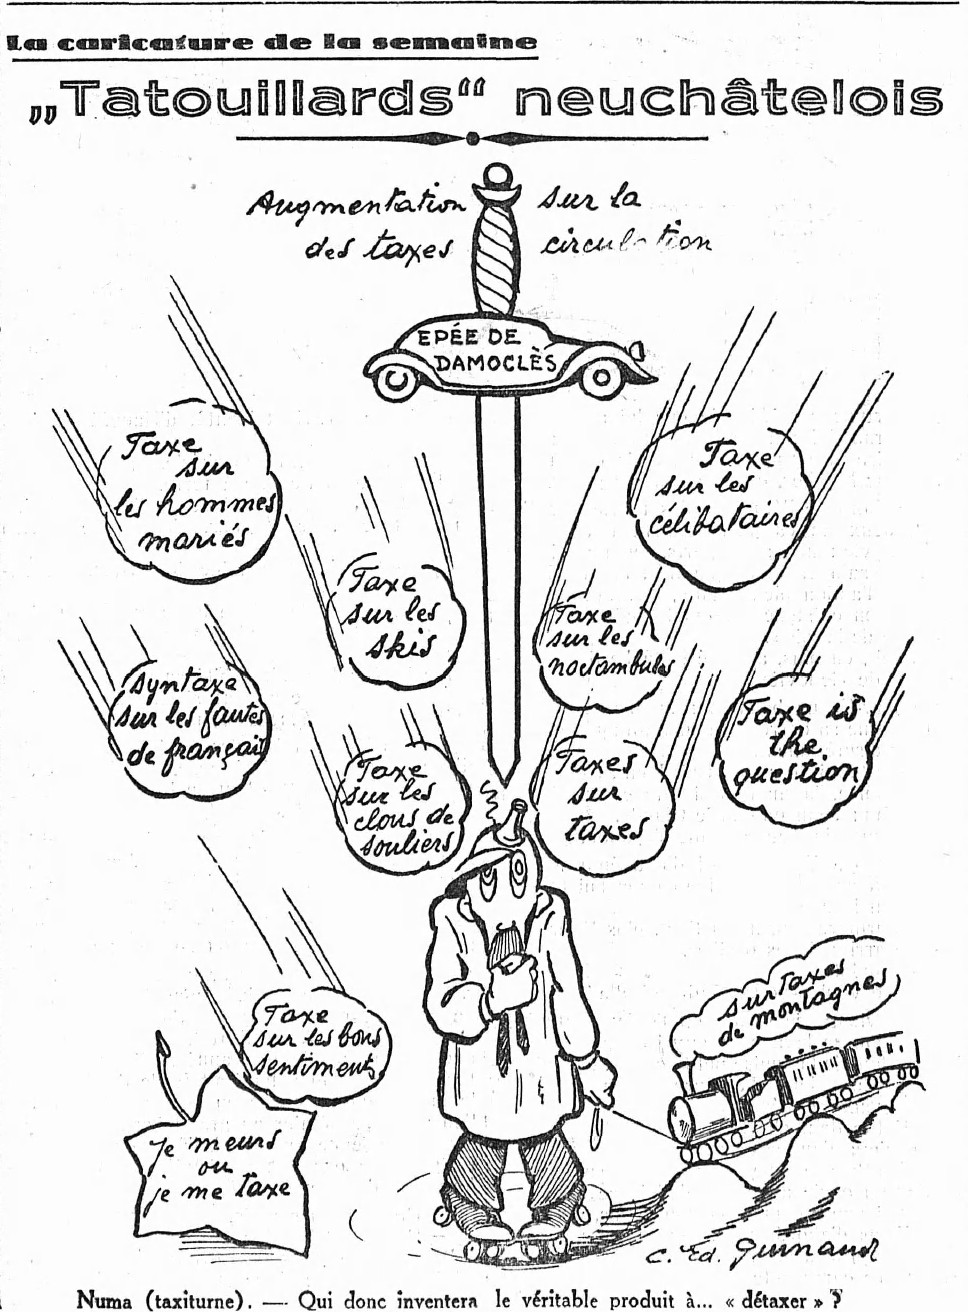 La caricature de la semaine
„Tatouillards“ neuchâtelois
Augmentation sur la
des taxes circulation
EPÉE DE
DAMOCLÈS
Taxe
sur
les hommes
mariés
Taxe
sur les
célibataires
Taxe
sur les
skis
Taxe
sur les
noctambules
syntaxe
sur les fautes
de français
Taxe is
the
question
Taxe
sur les
clous de
souliers
Taxes
sur
taxes
Taxe
sur les bons
sentiments
surtaxes
de montagnes
Je meurs
ou
je me taxe
C. Ed. Guinand
Numa (taxiturne). — Qui donc inventera le véritable produit à... « détaxer » ?